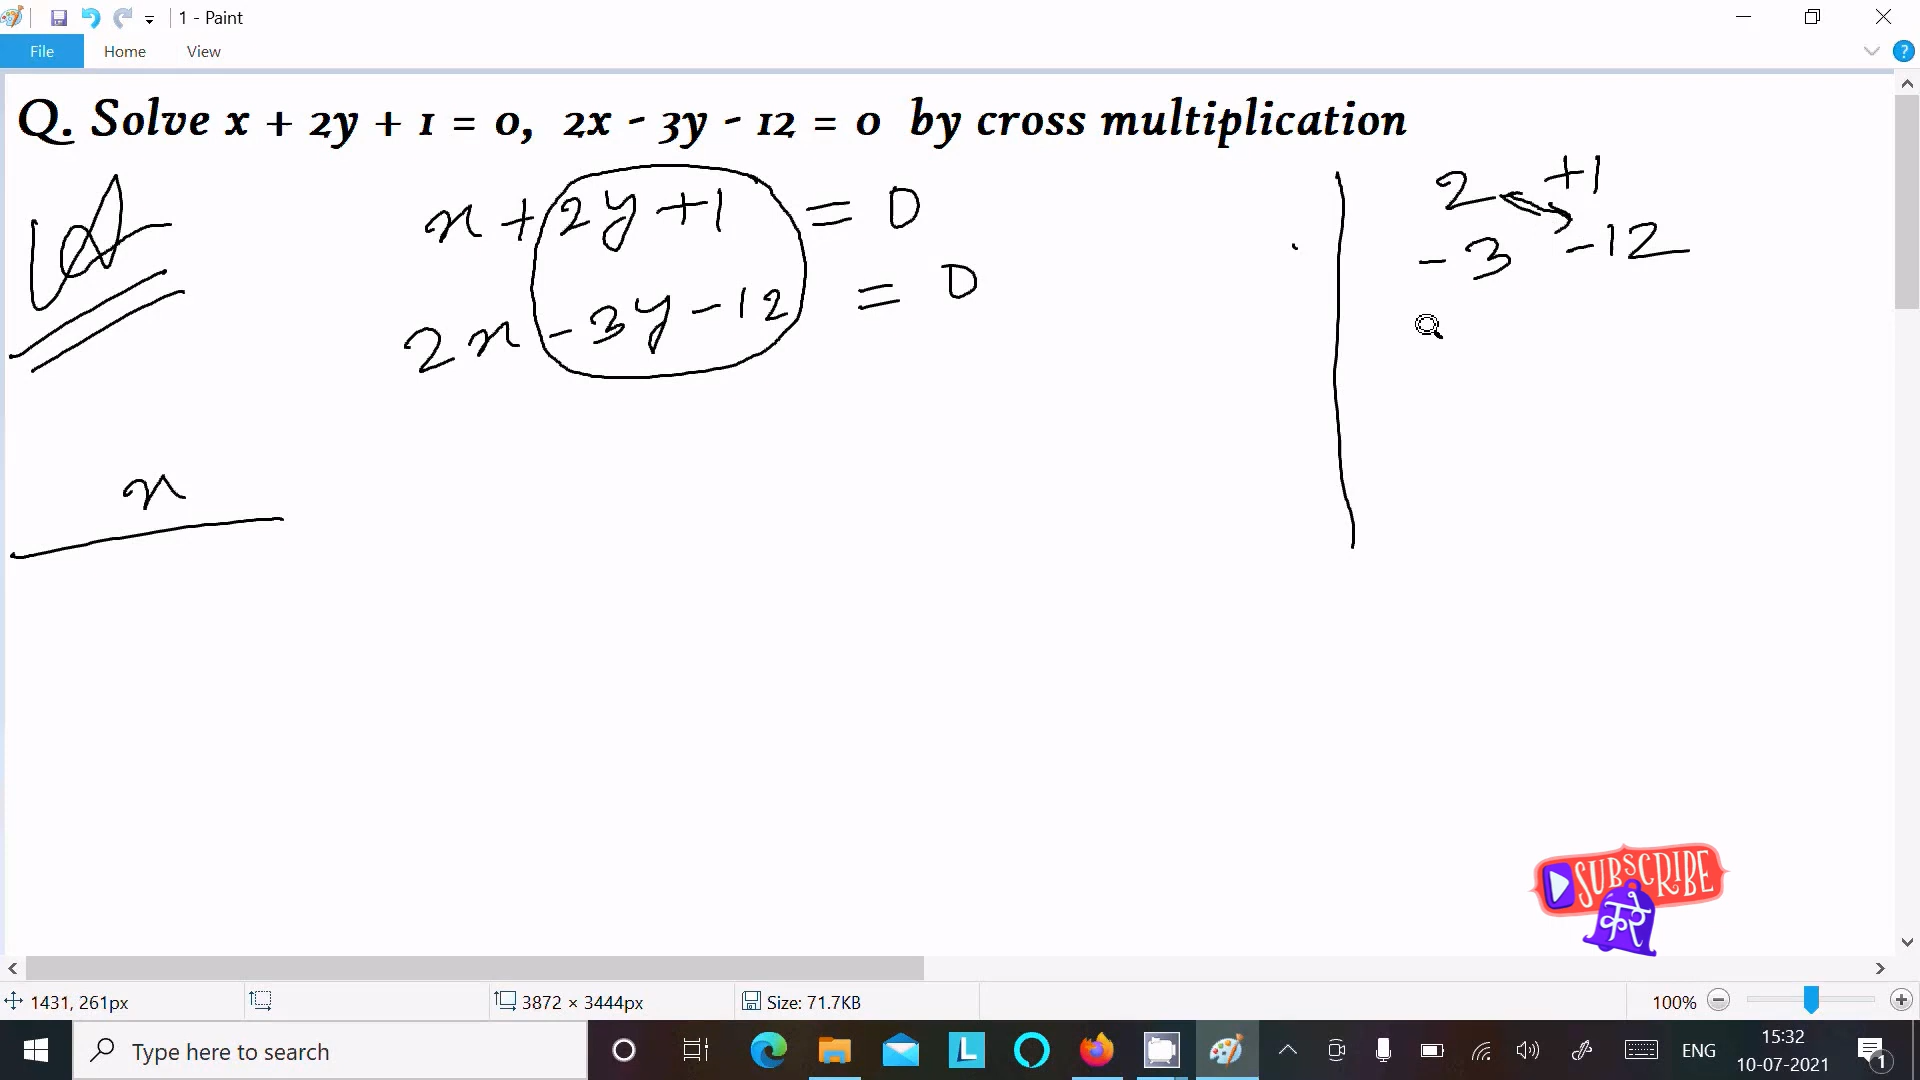 1 - Paint
File Home View
Q. Solve x + 2y + 1 = 0, 2x - 3y - 12 = 0 by cross multiplication
x + 2y + 1 = 0
2x - 3y - 12 = 0
2 +1
-3 -12
x
SUBSCRIBE
करे
1431, 261px 3872 × 3444px Size: 71.7KB 100%
Type here to search
L
ENG
15:32
10-07-2021
1